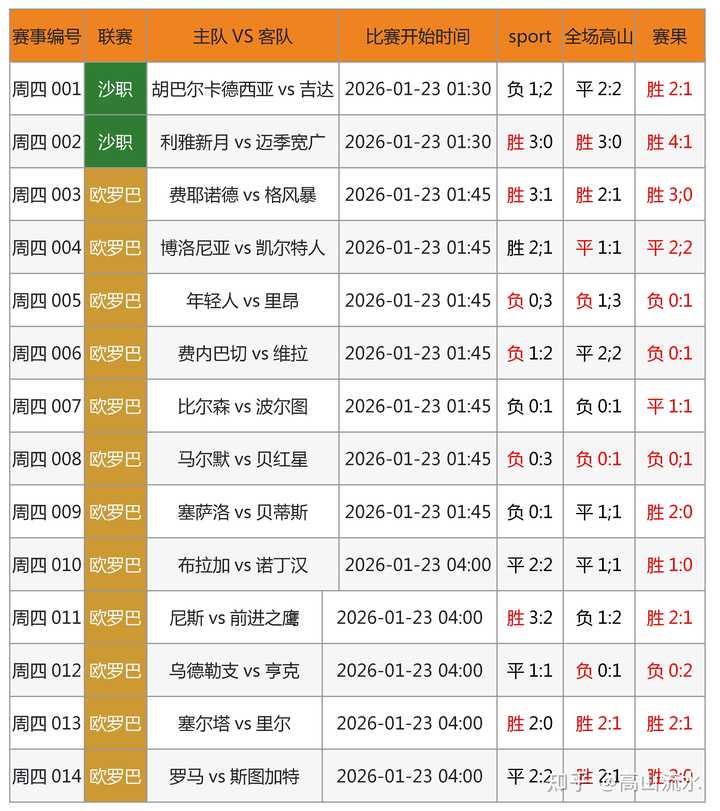 赛事编号 联赛 主队 VS 客队 比赛开始时间 sport 全场高山 赛果
周四 001 沙职 胡巴尔卡德西亚 vs 吉达 2026-01-23 01:30 负 1;2 平 2:2 胜 2:1
周四 002 沙职 利雅新月 vs 迈季宽广 2026-01-23 01:30 胜 3:0 胜 3:0 胜 4:1
周四 003 欧罗巴 费耶诺德 vs 格风暴 2026-01-23 01:45 胜 3:1 胜 2:1 胜 3;0
周四 004 欧罗巴 博洛尼亚 vs 凯尔特人 2026-01-23 01:45 胜 2;1 平 1:1 平 2;2
周四 005 欧罗巴 年轻人 vs 里昂 2026-01-23 01:45 负 0;3 负 1;3 负 0:1
周四 006 欧罗巴 费内巴切 vs 维拉 2026-01-23 01:45 负 1:2 平 2;2 负 0:1
周四 007 欧罗巴 比尔森 vs 波尔图 2026-01-23 01:45 负 0:1 负 0:1 平 1:1
周四 008 欧罗巴 马尔默 vs 贝红星 2026-01-23 01:45 负 0:3 负 0:1 负 0;1
周四 009 欧罗巴 塞萨洛 vs 贝蒂斯 2026-01-23 01:45 负 0:1 平 1;1 胜 2:0
周四 010 欧罗巴 布拉加 vs 诺丁汉 2026-01-23 04:00 平 2:2 平 1;1 胜 1:0
周四 011 欧罗巴 尼斯 vs 前进之鹰 2026-01-23 04:00 胜 3:2 负 1:2 胜 2:1
周四 012 欧罗巴 乌德勒支 vs 亨克 2026-01-23 04:00 平 1:1 负 0:1 负 0:2
周四 013 欧罗巴 塞尔塔 vs 里尔 2026-01-23 04:00 胜 2:0 胜 2:1 胜 2:1
周四 014 欧罗巴 罗马 vs 斯图加特 2026-01-23 04:00 平 2:2 胜 2:1 胜 2:0
知乎 @高山流水